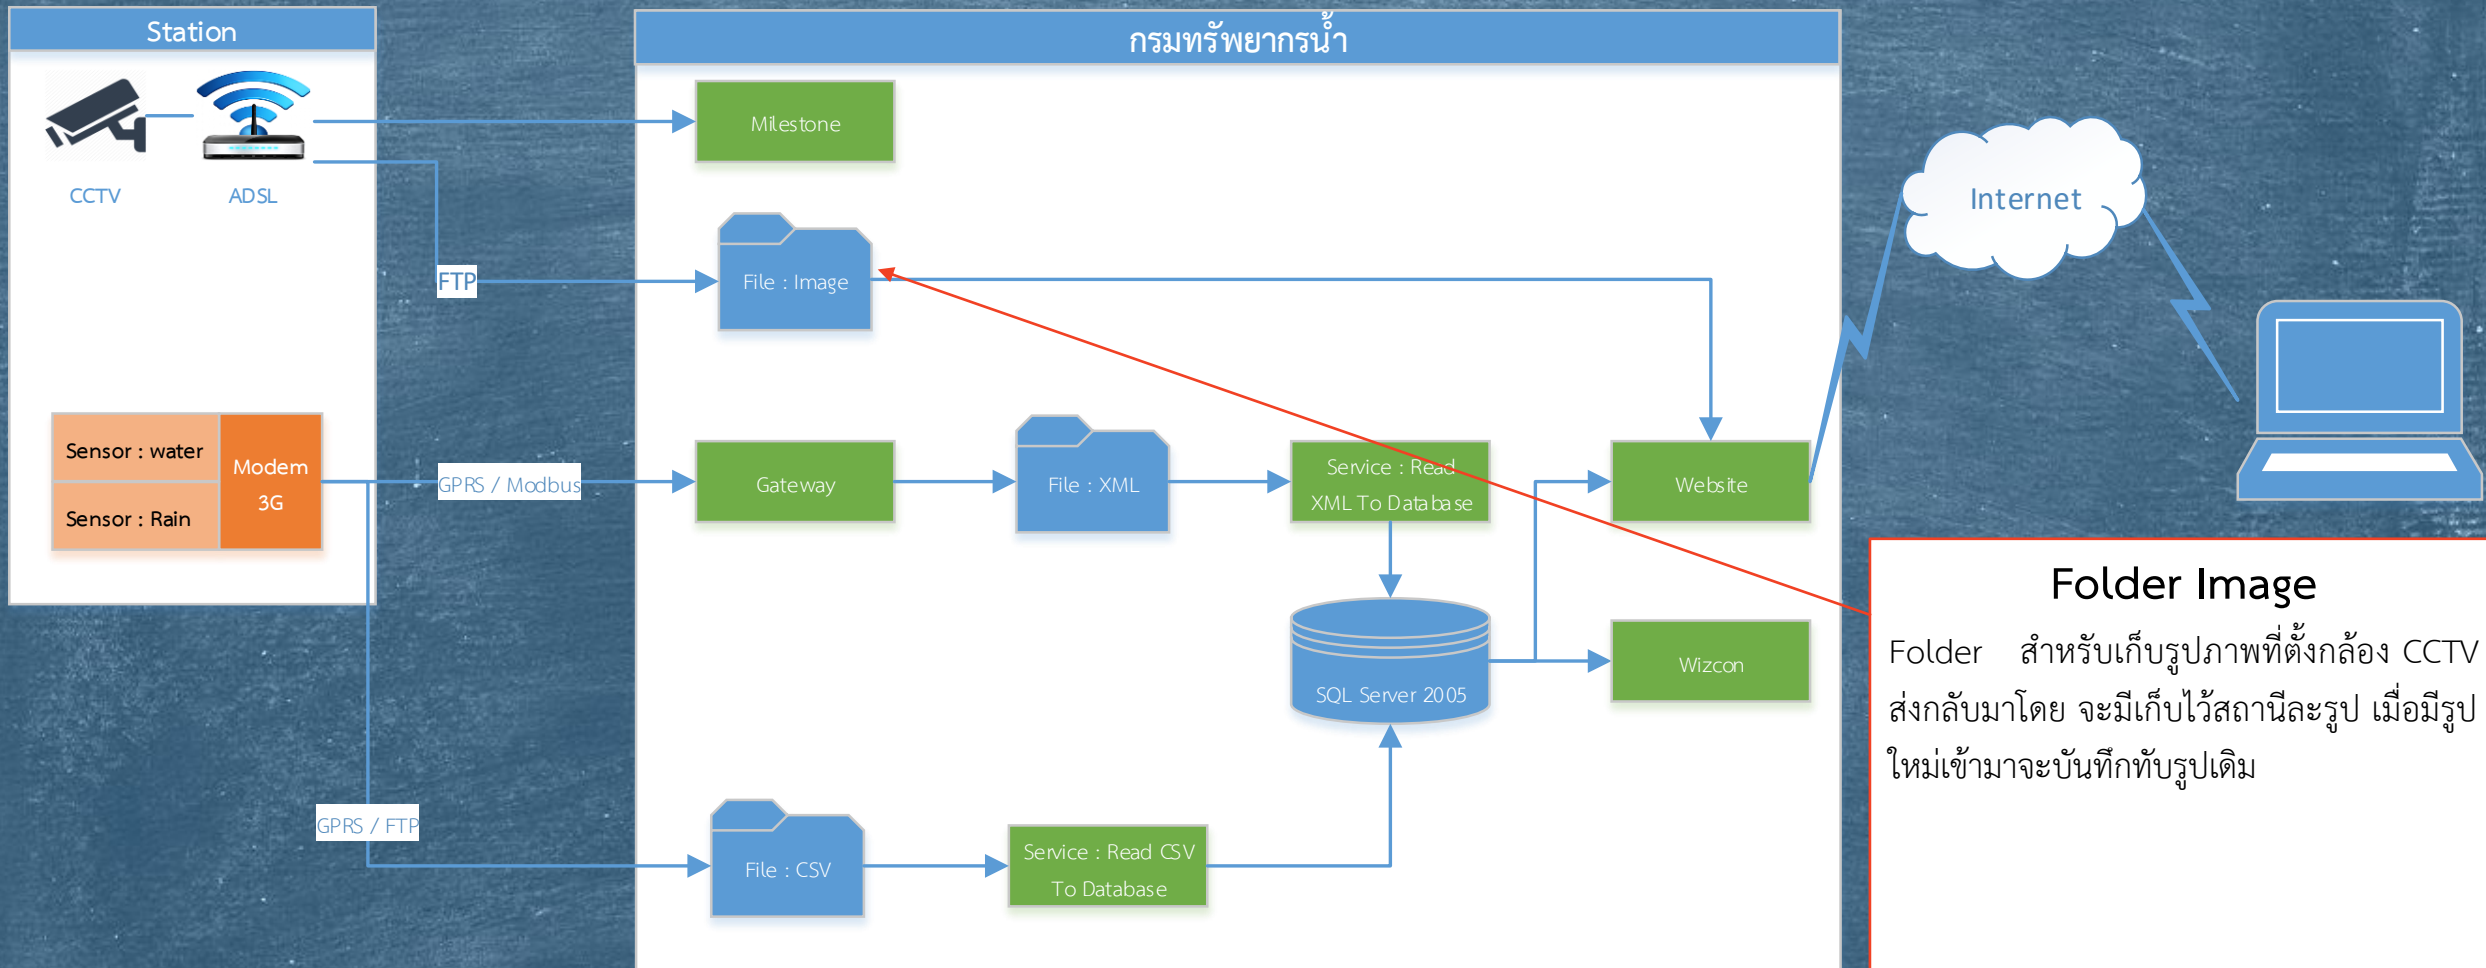 Station
กรมทรัพยากรน้ำ
Milestone
CCTV
ADSL
Internet
FTP
File : Image
Sensor : water
Sensor : Rain
Modem
3G
GPRS / Modbus
Gateway
File : XML
Service : Read
XML To Database
Website
SQL Server 2005
Wizcon
GPRS / FTP
File : CSV
Service : Read CSV
To Database
Folder Image
Folder สำหรับเก็บรูปภาพที่ตั้งกล้อง CCTV
ส่งกลับมาโดย จะมีเก็บไว้สถานีละรูป เมื่อมีรูป
ใหม่เข้ามาจะบันทึกทับรูปเดิม